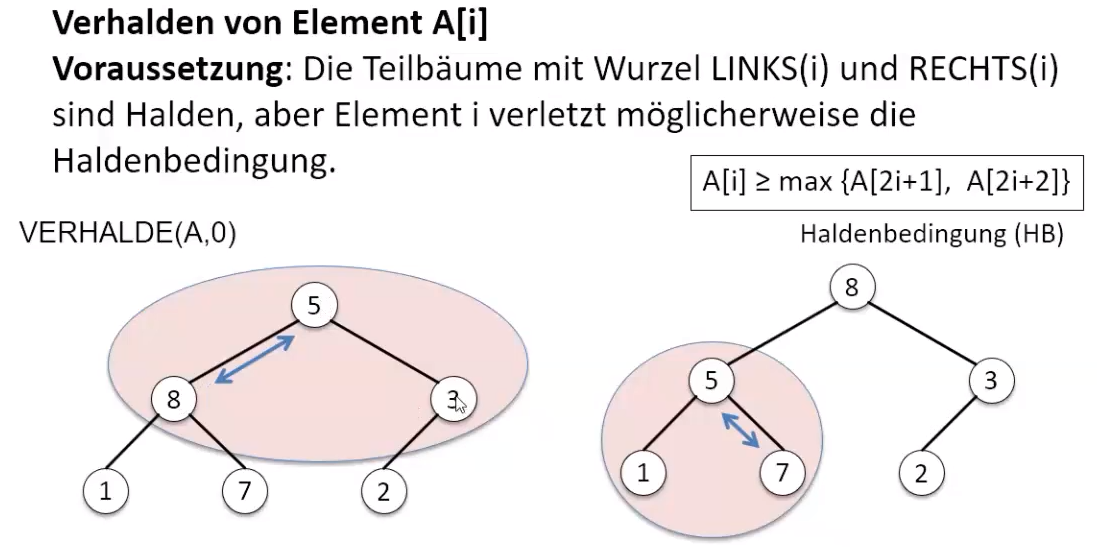 Verhalden von Element A[i]
Voraussetzung: Die Teilbäume mit Wurzel LINKS(i) und RECHTS(i)
sind Halden, aber Element i verletzt möglicherweise die
Haldenbedingung.
A[i] ≥ max {A[2i+1], A[2i+2]}
VERHALDE(A,0)
Haldenbedingung (HB)
5
8
3
1
7
2
8
5
3
1
7
2